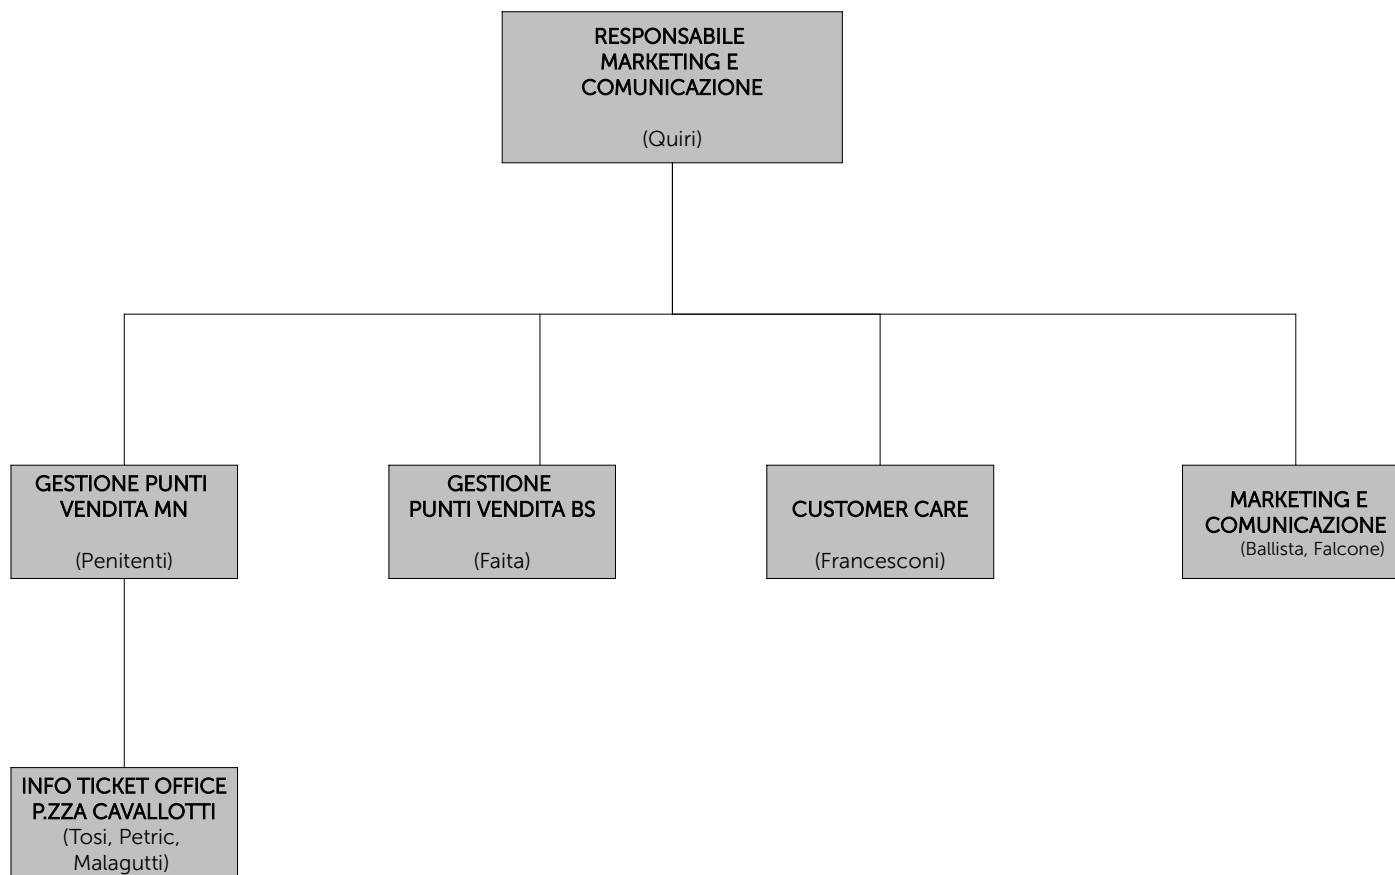 RESPONSABILE
MARKETING E
COMUNICAZIONE
(Quiri)
GESTIONE PUNTI
VENDITA MN
(Penitenti)
GESTIONE
PUNTI VENDITA BS
(Faita)
CUSTOMER CARE
(Francesconi)
MARKETING E
COMUNICAZIONE
(Ballista, Falcone)
INFO TICKET OFFICE
P.ZZA CAVALLOTTI
(Tosi, Petric,
Malagutti)